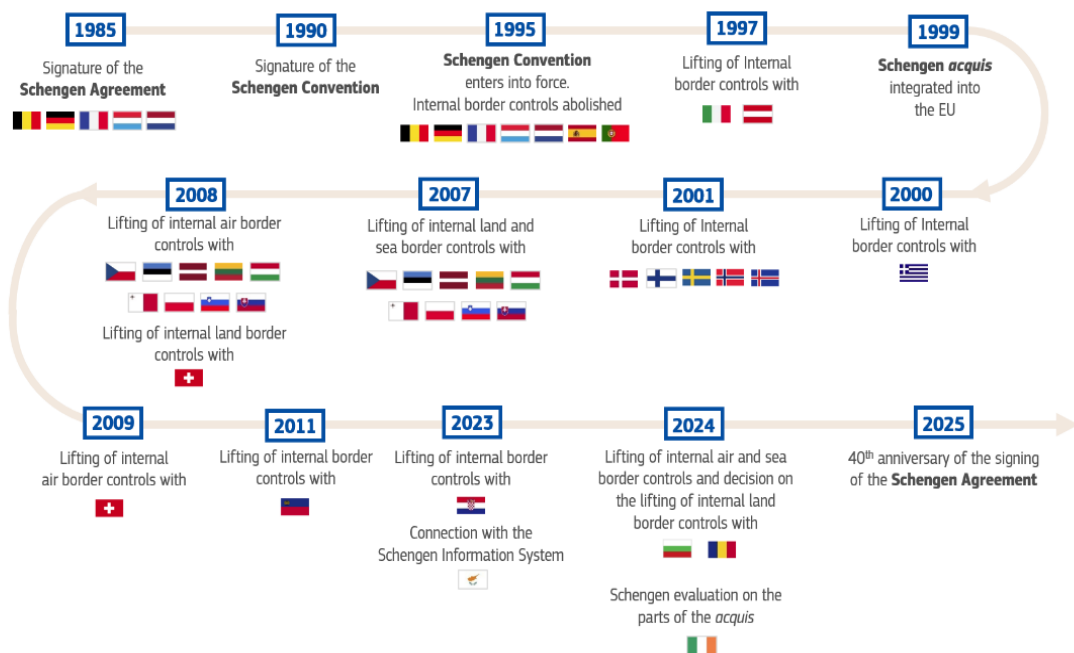 1985
Signature of the
Schengen Agreement
1990
Signature of the
Schengen Convention
1995
Schengen Convention
enters into force.
Internal border controls abolished
1997
Lifting of Internal
border controls with
1999
Schengen acquis
integrated into
the EU
2000
Lifting of Internal
border controls with
2001
Lifting of Internal
border controls with
2007
Lifting of internal land and
sea border controls with
2008
Lifting of internal air border
controls with
Lifting of internal land border
controls with
2009
Lifting of internal
air border controls with
2011
Lifting of internal border
controls with
2023
Lifting of internal border
controls with
Connection with the
Schengen Information System
2024
Lifting of internal air and sea
border controls and decision on
the lifting of internal land
border controls with
Schengen evaluation on the
parts of the acquis
2025
40th anniversary of the signing
of the Schengen Agreement